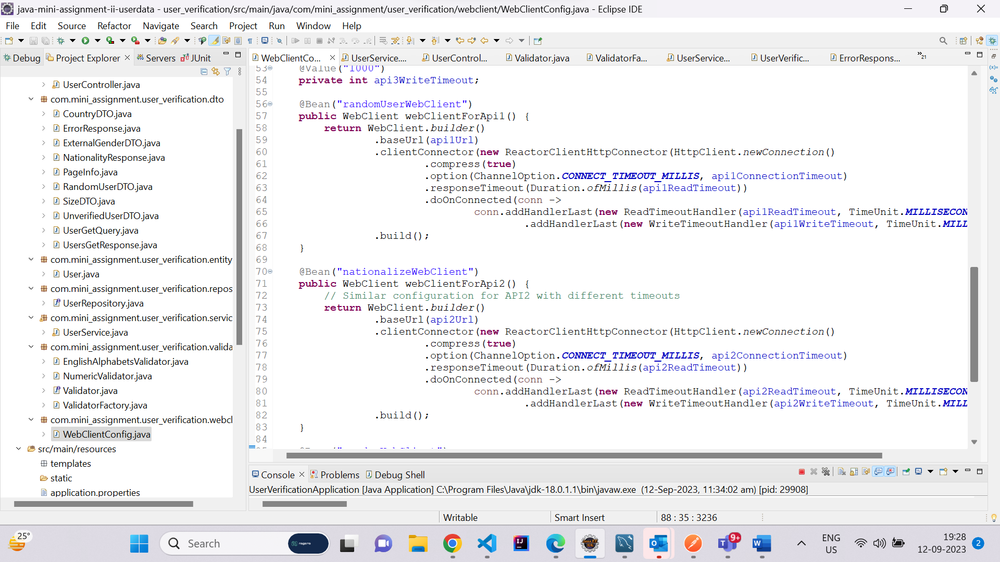 java-mini-assignment-ii-userdata - user_verification/src/main/java/com/mini_assignment/user_verification/webclient/WebClientConfig.java - Eclipse IDE
File Edit Source Refactor Navigate Search Project Run Window Help
Debug Project Explorer Servers JUnit
UserController.java
com.mini_assignment.user_verification.dto
CountryDTO.java
ErrorResponse.java
ExternalGenderDTO.java
NationalityResponse.java
PageInfo.java
RandomUserDTO.java
SizeDTO.java
UnverifiedUserDTO.java
UserGetQuery.java
UsersGetResponse.java
com.mini_assignment.user_verification.entity
User.java
com.mini_assignment.user_verification.repos
UserRepository.java
com.mini_assignment.user_verification.servic
UserService.java
com.mini_assignment.user_verification.valida
EnglishAlphabetsValidator.java
NumericValidator.java
Validator.java
ValidatorFactory.java
com.mini_assignment.user_verification.webcl
WebClientConfig.java
src/main/resources
templates
static
application.properties
WebClientCo... UserService.... UserControl... Validator.java ValidatorFa... UserService... UserVerific... ErrorRespons... »21
53 @Value("1000")
54 private int api3WriteTimeout;
55
56 @Bean("randomUserWebClient")
57 public WebClient webClientForApi1() {
58 return WebClient.builder()
59 .baseUrl(api1Url)
60 .clientConnector(new ReactorClientHttpConnector(HttpClient.newConnection()
61 .compress(true)
62 .option(ChannelOption.CONNECT_TIMEOUT_MILLIS, api1ConnectionTimeout)
63 .responseTimeout(Duration.ofMillis(api1ReadTimeout))
64 .doOnConnected(conn ->
65 conn.addHandlerLast(new ReadTimeoutHandler(api1ReadTimeout, TimeUnit.MILLISECON
66 .addHandlerLast(new WriteTimeoutHandler(api1WriteTimeout, TimeUnit.MILL
67 .build();
68 }
69
70 @Bean("nationalizeWebClient")
71 public WebClient webClientForApi2() {
72 // Similar configuration for API2 with different timeouts
73 return WebClient.builder()
74 .baseUrl(api2Url)
75 .clientConnector(new ReactorClientHttpConnector(HttpClient.newConnection()
76 .compress(true)
77 .option(ChannelOption.CONNECT_TIMEOUT_MILLIS, api2ConnectionTimeout)
78 .responseTimeout(Duration.ofMillis(api2ReadTimeout))
79 .doOnConnected(conn ->
80 conn.addHandlerLast(new ReadTimeoutHandler(api2ReadTimeout, TimeUnit.MILLISECON
81 .addHandlerLast(new WriteTimeoutHandler(api2WriteTimeout, TimeUnit.MILL
82 .build();
83 }
84
Console Problems Debug Shell
UserVerificationApplication [Java Application] C:\Program Files\Java\jdk-18.0.1.1\bin\javaw.exe (12-Sep-2023, 11:34:02 am) [pid: 29908]
Writable Smart Insert 88 : 35 : 3236
25°
Search
nagarro
9+
ENG
US
19:28
12-09-2023
2